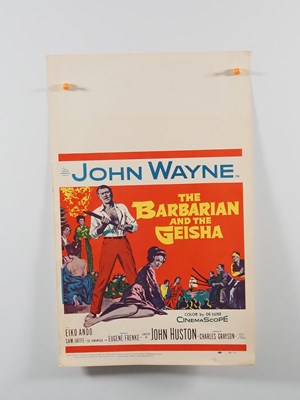 JOHN WAYNE
THE
BARBARIAN
AND THE
GEISHA
COLOR by DE LUXE
CINEMASCOPE
EIKO ANDO
SAM JAFFE
EUGENE FRENKE
JOHN HUSTON
CHARLES GRAYSON